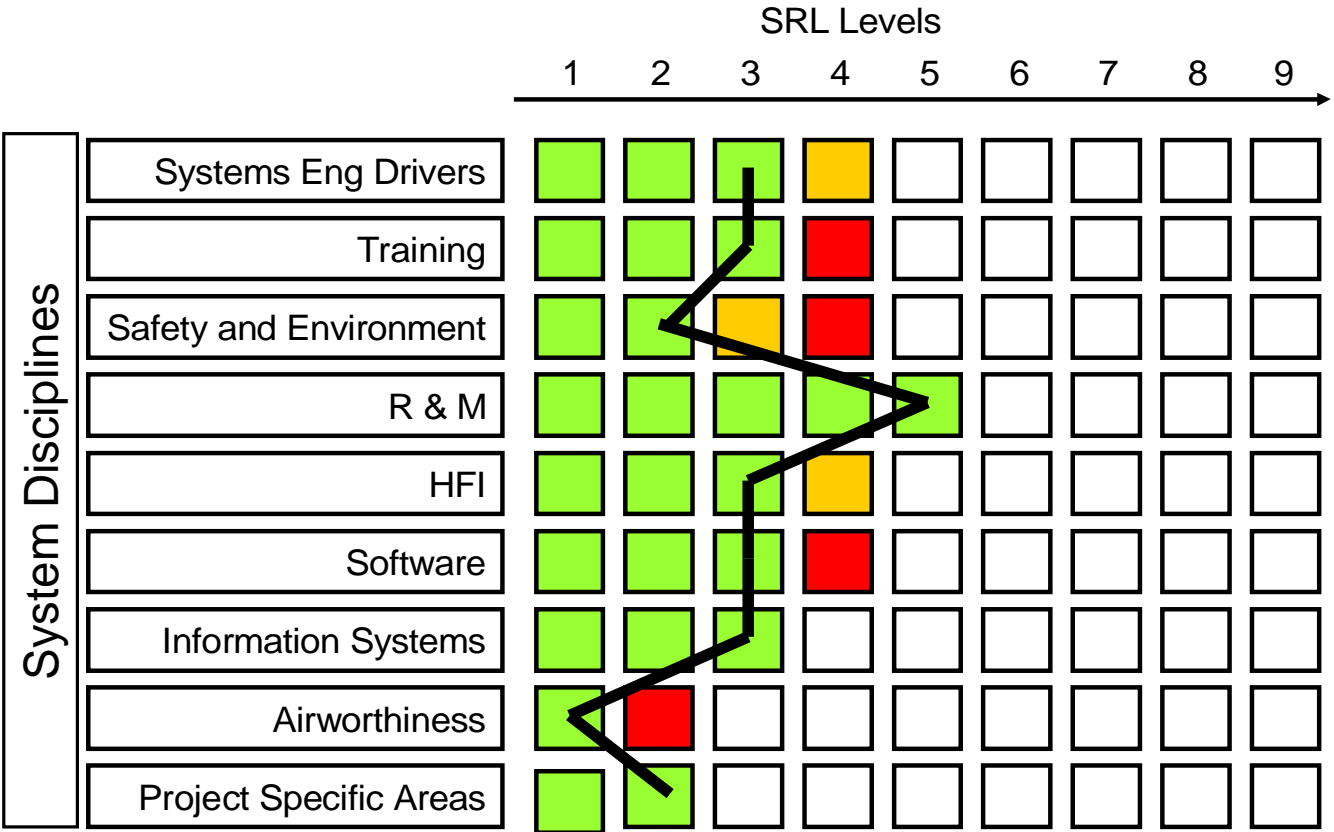 SRL Levels
1 2 3 4 5 6 7 8 9
System Disciplines
Systems Eng Drivers
Training
Safety and Environment
R & M
HFI
Software
Information Systems
Airworthiness
Project Specific Areas